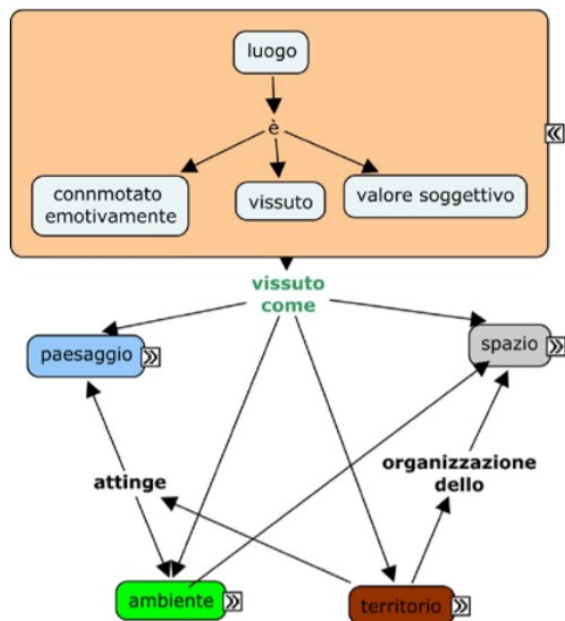 luogo
è
connmotato
emotivamente
vissuto
valore soggettivo
vissuto
come
paesaggio
spazio
attinge
organizzazione
dello
ambiente
territorio